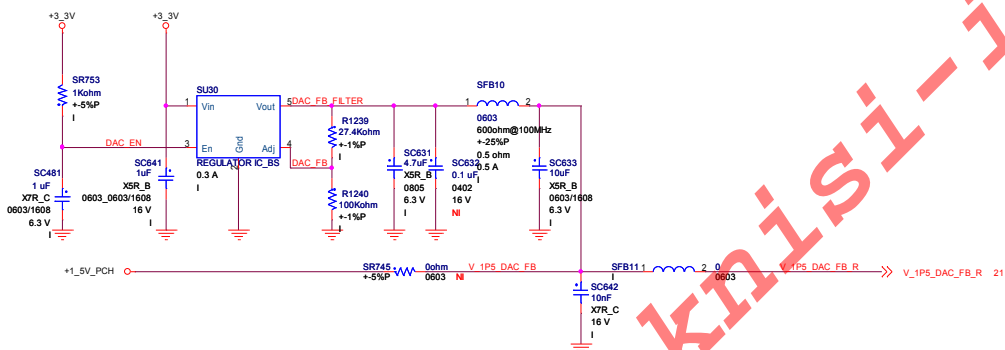 +3_3V
+3_3V
SR753
1Kohm
+-5%P
I
SU30
1
Vin
Vout
5
DAC_FB_FILTER
3
En
Gnd
Adj
4
DAC_FB
2
REGULATOR IC_BS
0.3 A
I
DAC_EN
SC481
1 uF
X7R_C
0603/1608
6.3 V
I
SC641
1uF
X5R_B
0603_0603/1608
16 V
I
R1239
27.4Kohm
+-1%P
I
R1240
100Kohm
+-1%P
I
SC631
4.7uF
X5R_B
0805
6.3 V
I
SC632
0.1 uF
0402
16 V
NI
SFB10
1
2
0603
600ohm@100MHz
+-25%P
0.5 ohm
0.5 A
I
SC633
10uF
X5R_B
0603/1608
6.3 V
I
+1_5V_PCH
SR745
+-5%P
0ohm
0603
NI
V_1P5_DAC_FB
SFB11
I
1
2
0
0603
V_1P5_DAC_FB_R
V_1P5_DAC_FB_R 21
SC642
10nF
X7R_C
16 V
I
knisi-